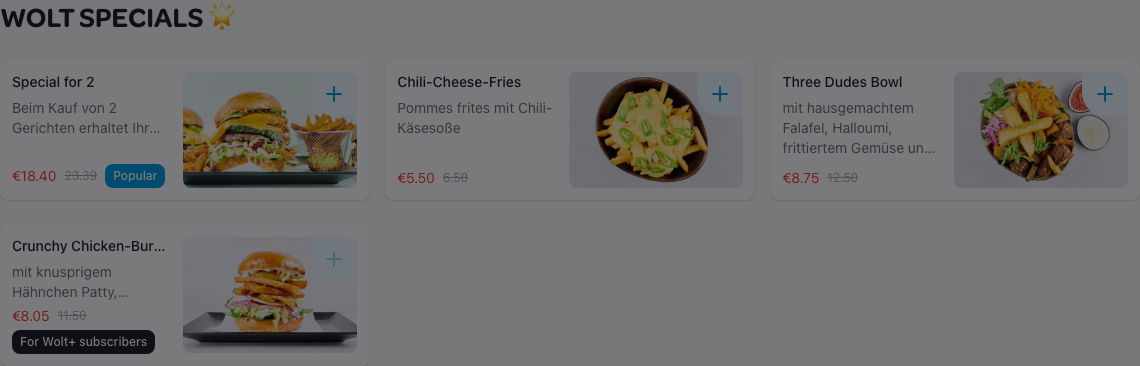 WOLT SPECIALS 🌟
Special for 2
Beim Kauf von 2
Gerichten erhaltet Ihr...
€18.40 23.39 Popular
Chili-Cheese-Fries
Pommes frites mit Chili-
Käsesoße
€5.50 6.50
Three Dudes Bowl
mit hausgemachtem
Falafel, Halloumi,
frittiertem Gemüse un...
€8.75 12.50
Crunchy Chicken-Bur...
mit knusprigem
Hähnchen Patty,...
€8.05 11.50
For Wolt+ subscribers